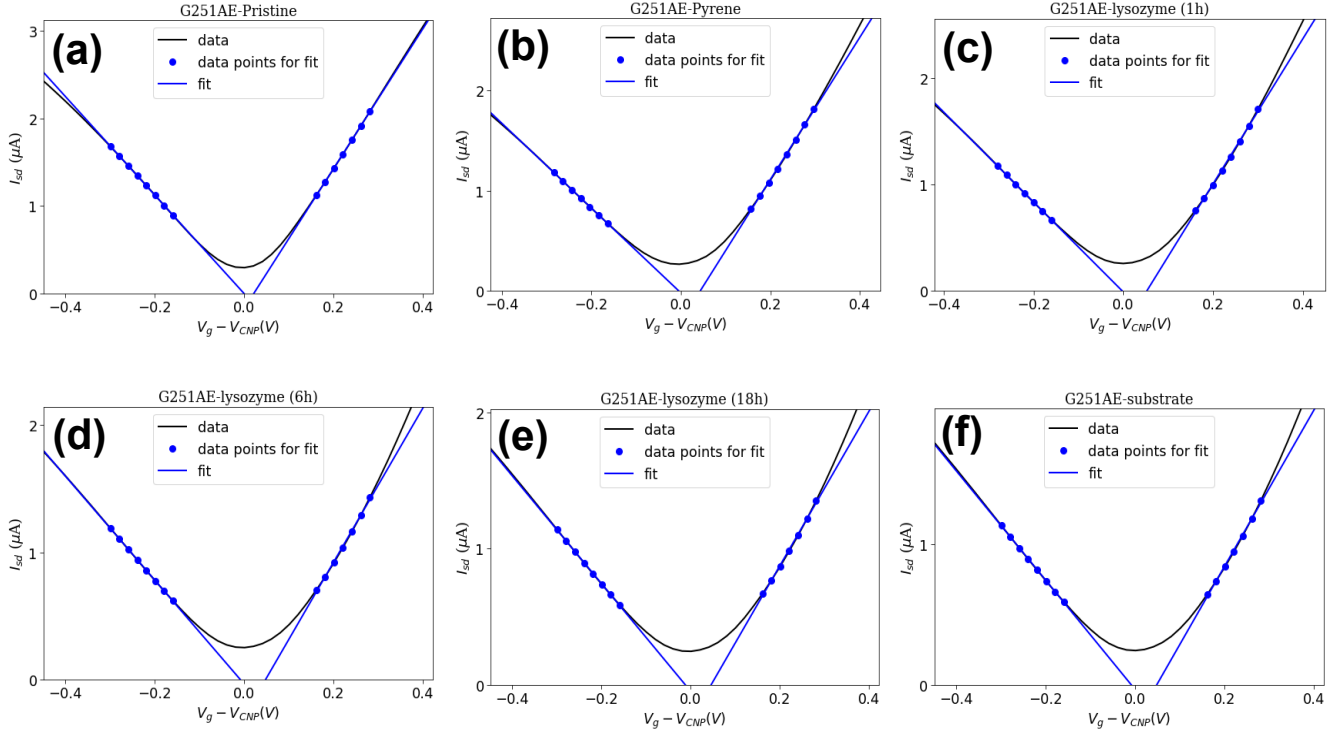 G251AE-Pristine
(a)
data
data points for fit
fit
3
2
1
0
I_sd (μA)
−0.4 −0.2 0.0 0.2 0.4
V_g − V_CNP(V)
G251AE-Pyrene
(b)
data
data points for fit
fit
2
1
0
I_sd (μA)
−0.4 −0.2 0.0 0.2 0.4
V_g − V_CNP(V)
G251AE-lysozyme (1h)
(c)
data
data points for fit
fit
2
1
0
I_sd (μA)
−0.4 −0.2 0.0 0.2 0.4
V_g − V_CNP(V)
G251AE-lysozyme (6h)
(d)
data
data points for fit
fit
2
1
0
I_sd (μA)
−0.4 −0.2 0.0 0.2 0.4
V_g − V_CNP(V)
G251AE-lysozyme (18h)
(e)
data
data points for fit
fit
2
1
0
I_sd (μA)
−0.4 −0.2 0.0 0.2 0.4
V_g − V_CNP(V)
G251AE-substrate
(f)
data
data points for fit
fit
1
0
I_sd (μA)
−0.4 −0.2 0.0 0.2 0.4
V_g − V_CNP(V)